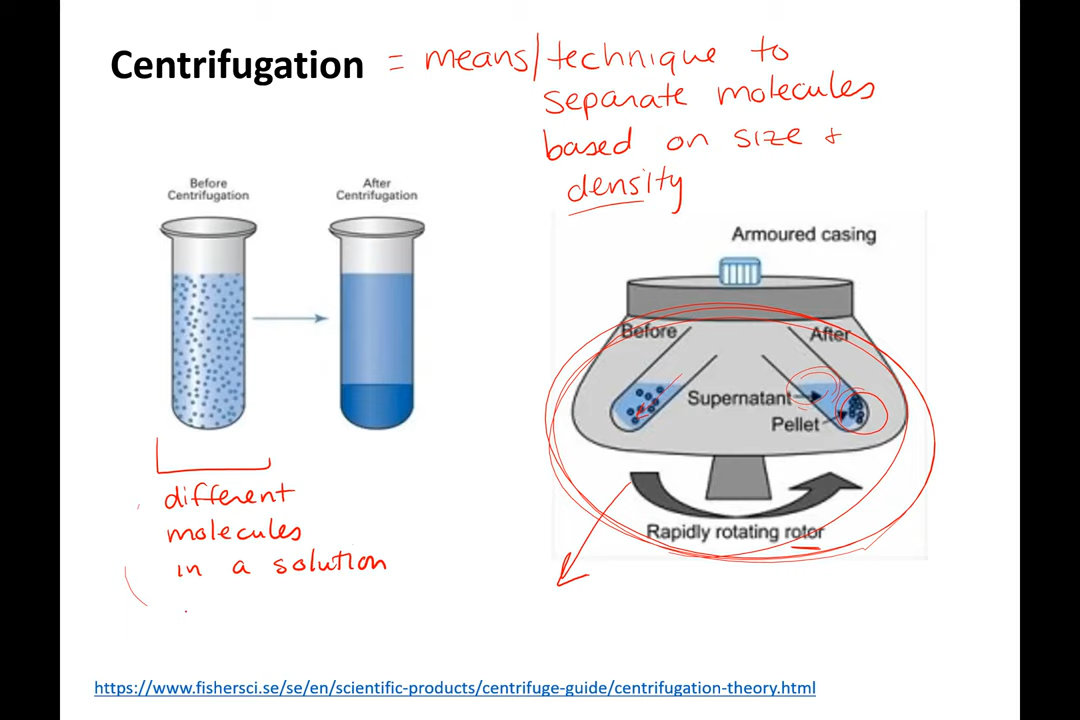 Centrifugation = means/technique to
separate molecules
based on size +
density
Before
Centrifugation
After
Centrifugation
Armoured casing
Before
After
Supernatant
Pellet
Rapidly rotating rotor
different
molecules
in a solution
https://www.fishersci.se/se/en/scientific-products/centrifuge-guide/centrifugation-theory.html